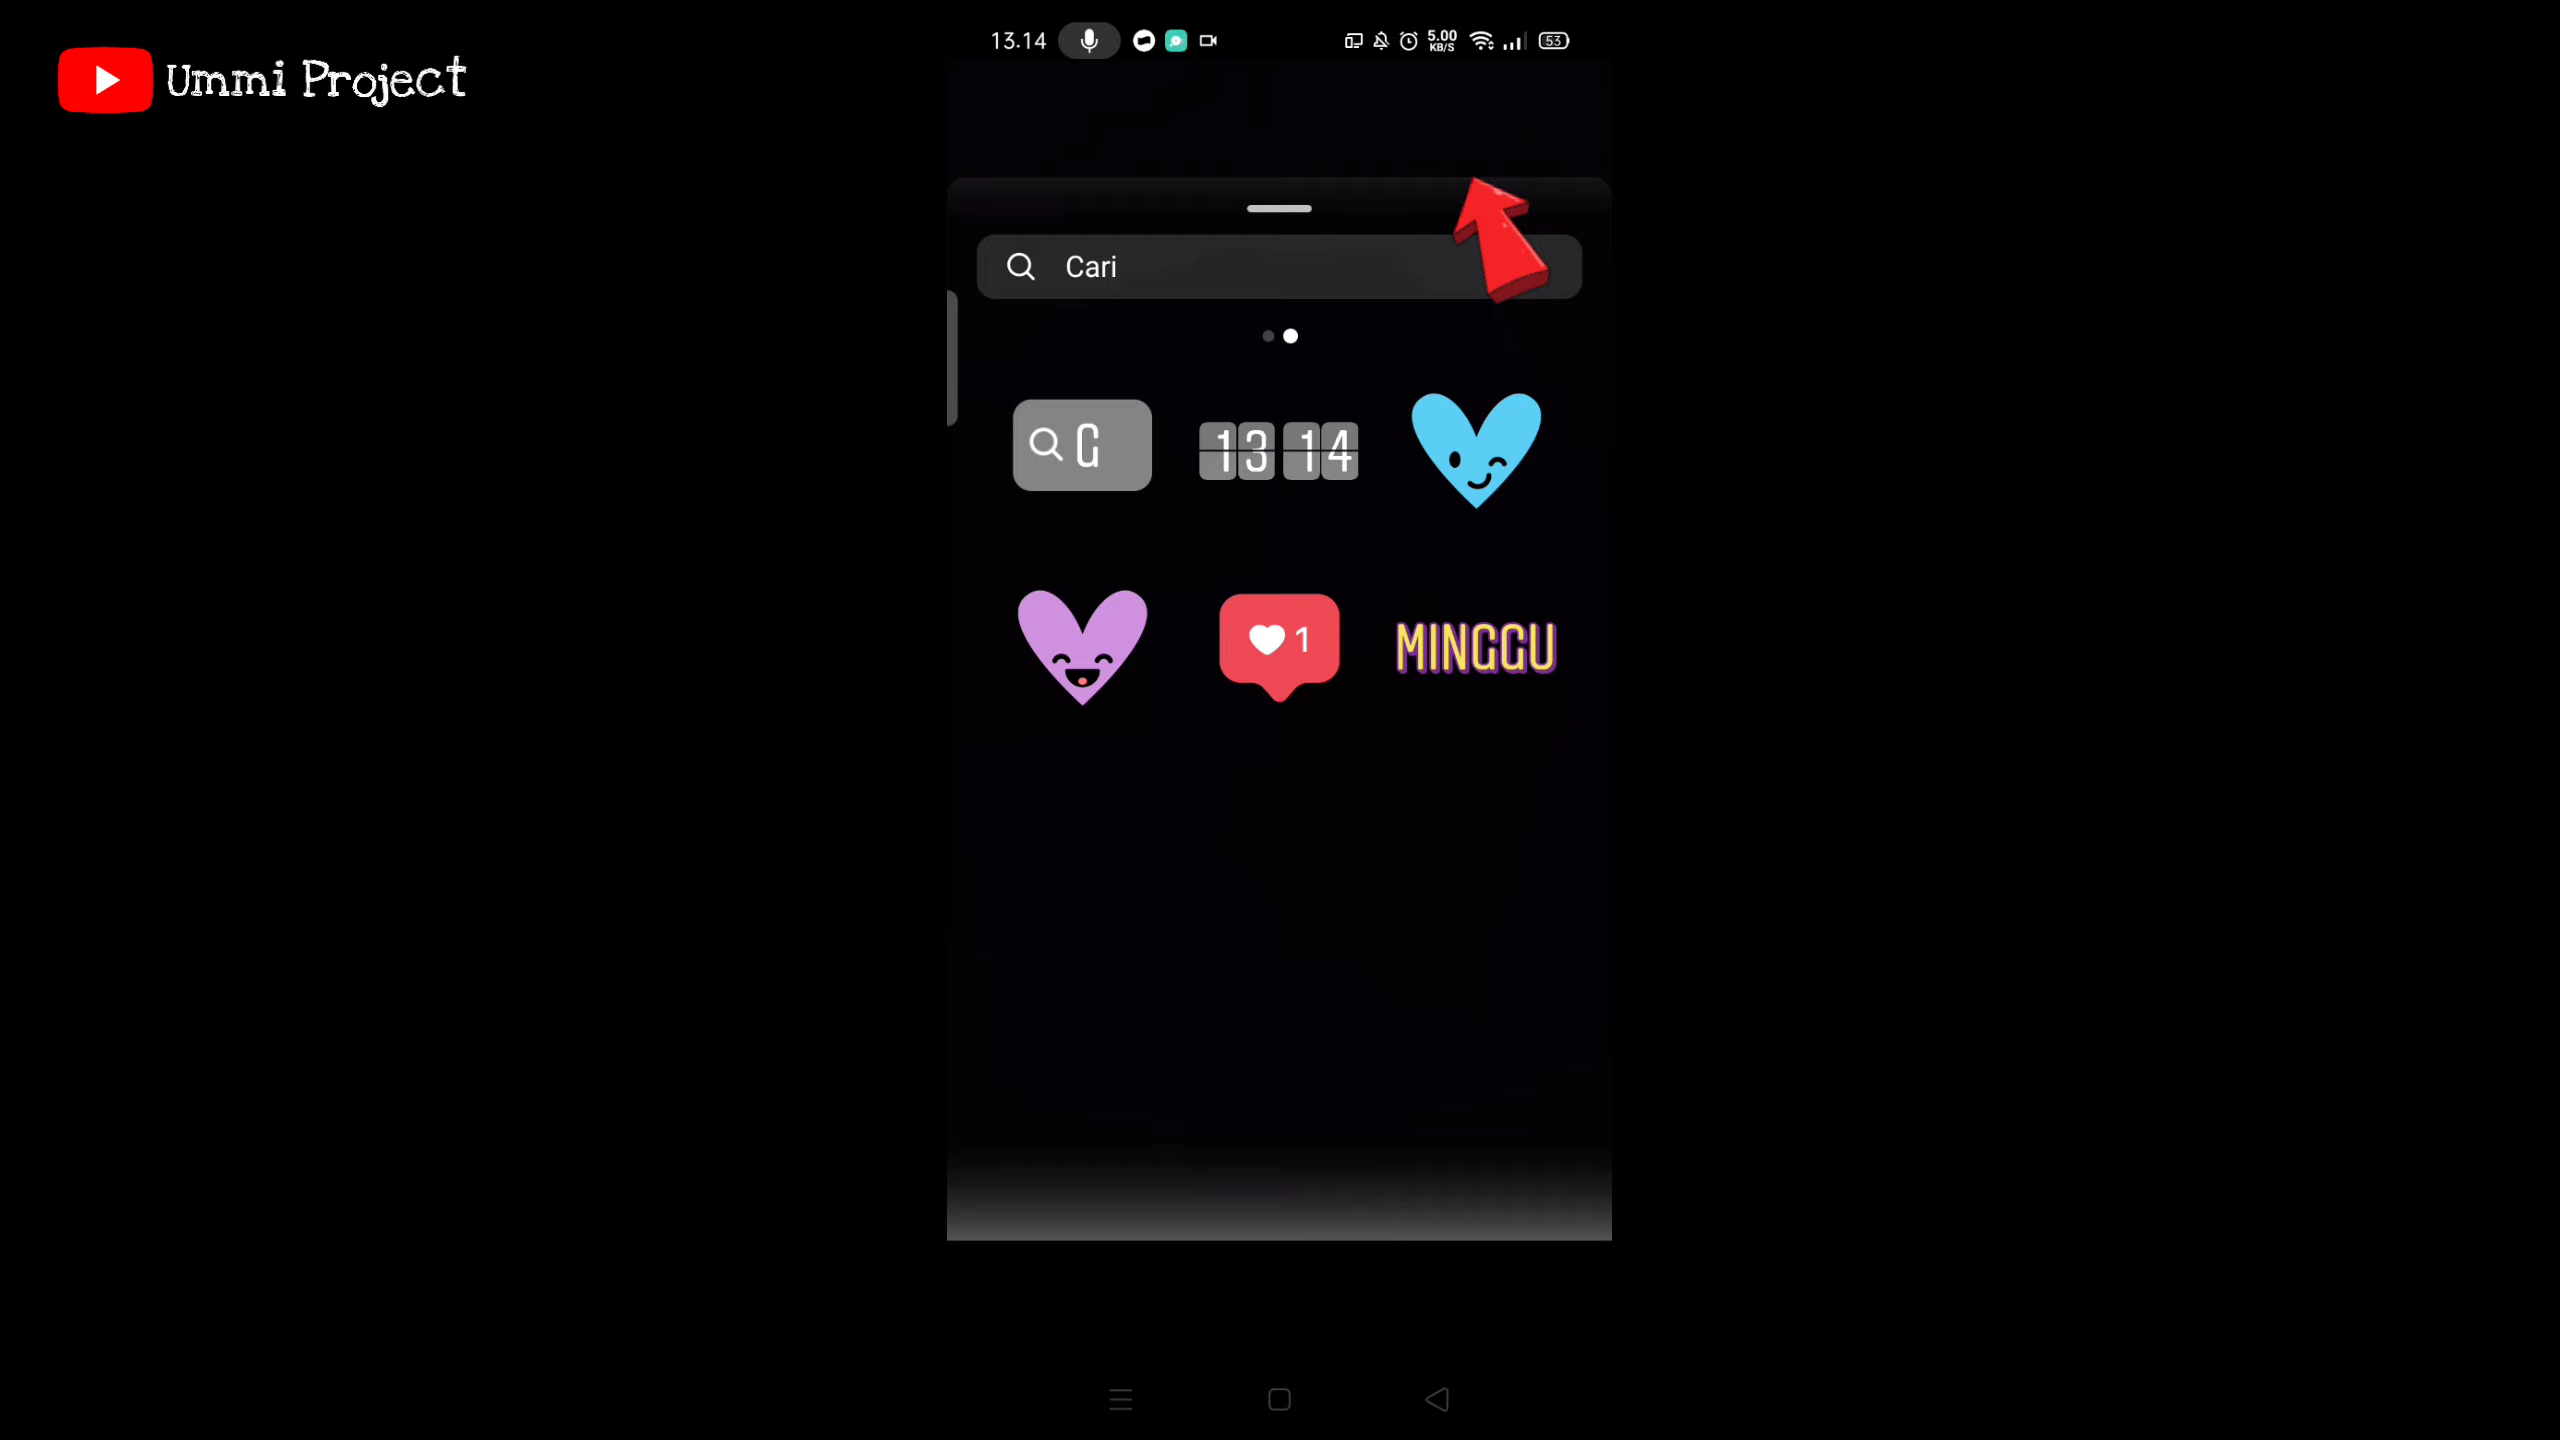 Ummi Project
13.14
5.00
KB/S
53
Cari
G
13 14
1
MINGGU